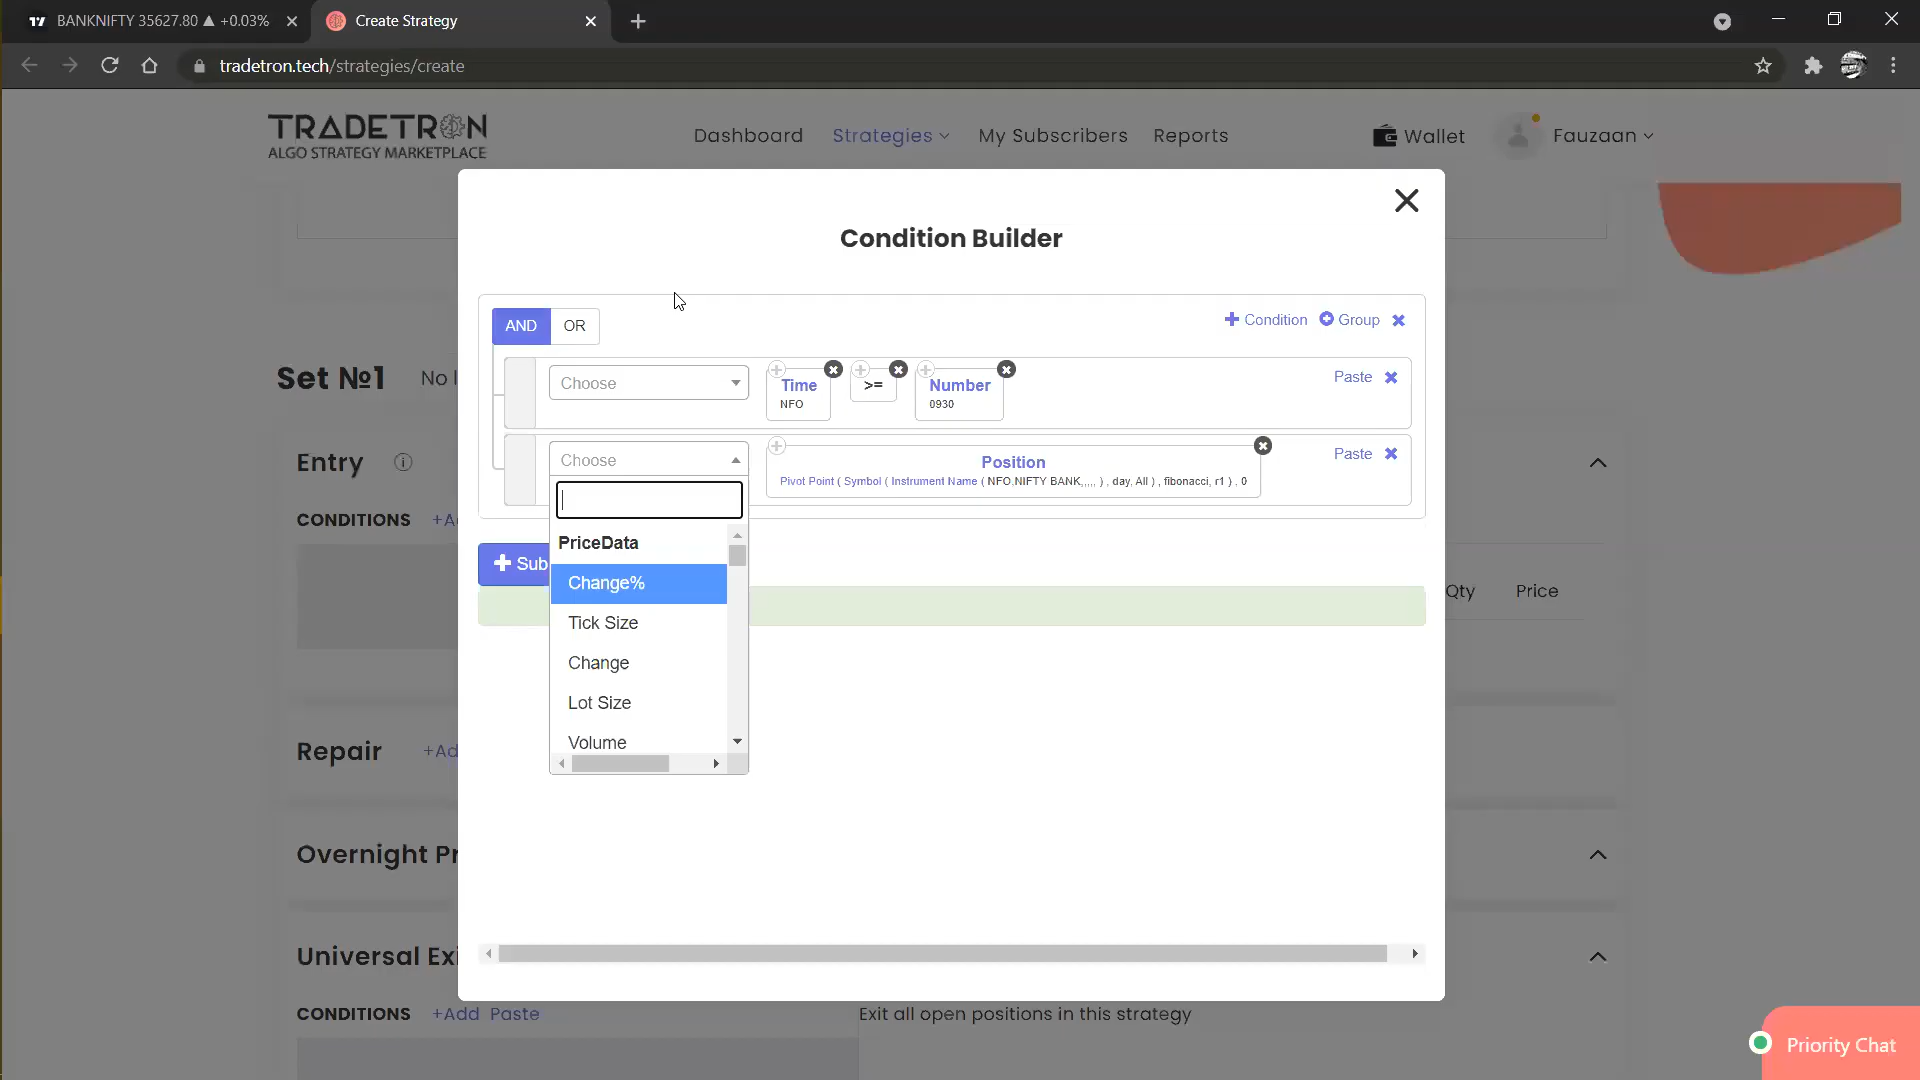 BANKNIFTY 35627.80 ▲ +0.03%
Create Strategy
tradetron.tech/strategies/create
TRADETRON
ALGO STRATEGY MARKETPLACE
Dashboard
Strategies
My Subscribers
Reports
Wallet
Fauzaan
Condition Builder
AND
OR
Condition
Group
Choose
Time
NFO
>=
Number
0930
Paste
Choose
Position
Pivot Point ( Symbol ( Instrument Name ( NFO,NIFTY BANK,,,,, ) , day, All ) , fibonacci, r1 ) , 0
Paste
PriceData
Change%
Tick Size
Change
Lot Size
Volume
Sub
Set №1
No
Entry
CONDITIONS
Qty
Price
Repair
Overnight
Universal
CONDITIONS
+Add Paste
Exit all open positions in this strategy
Priority Chat